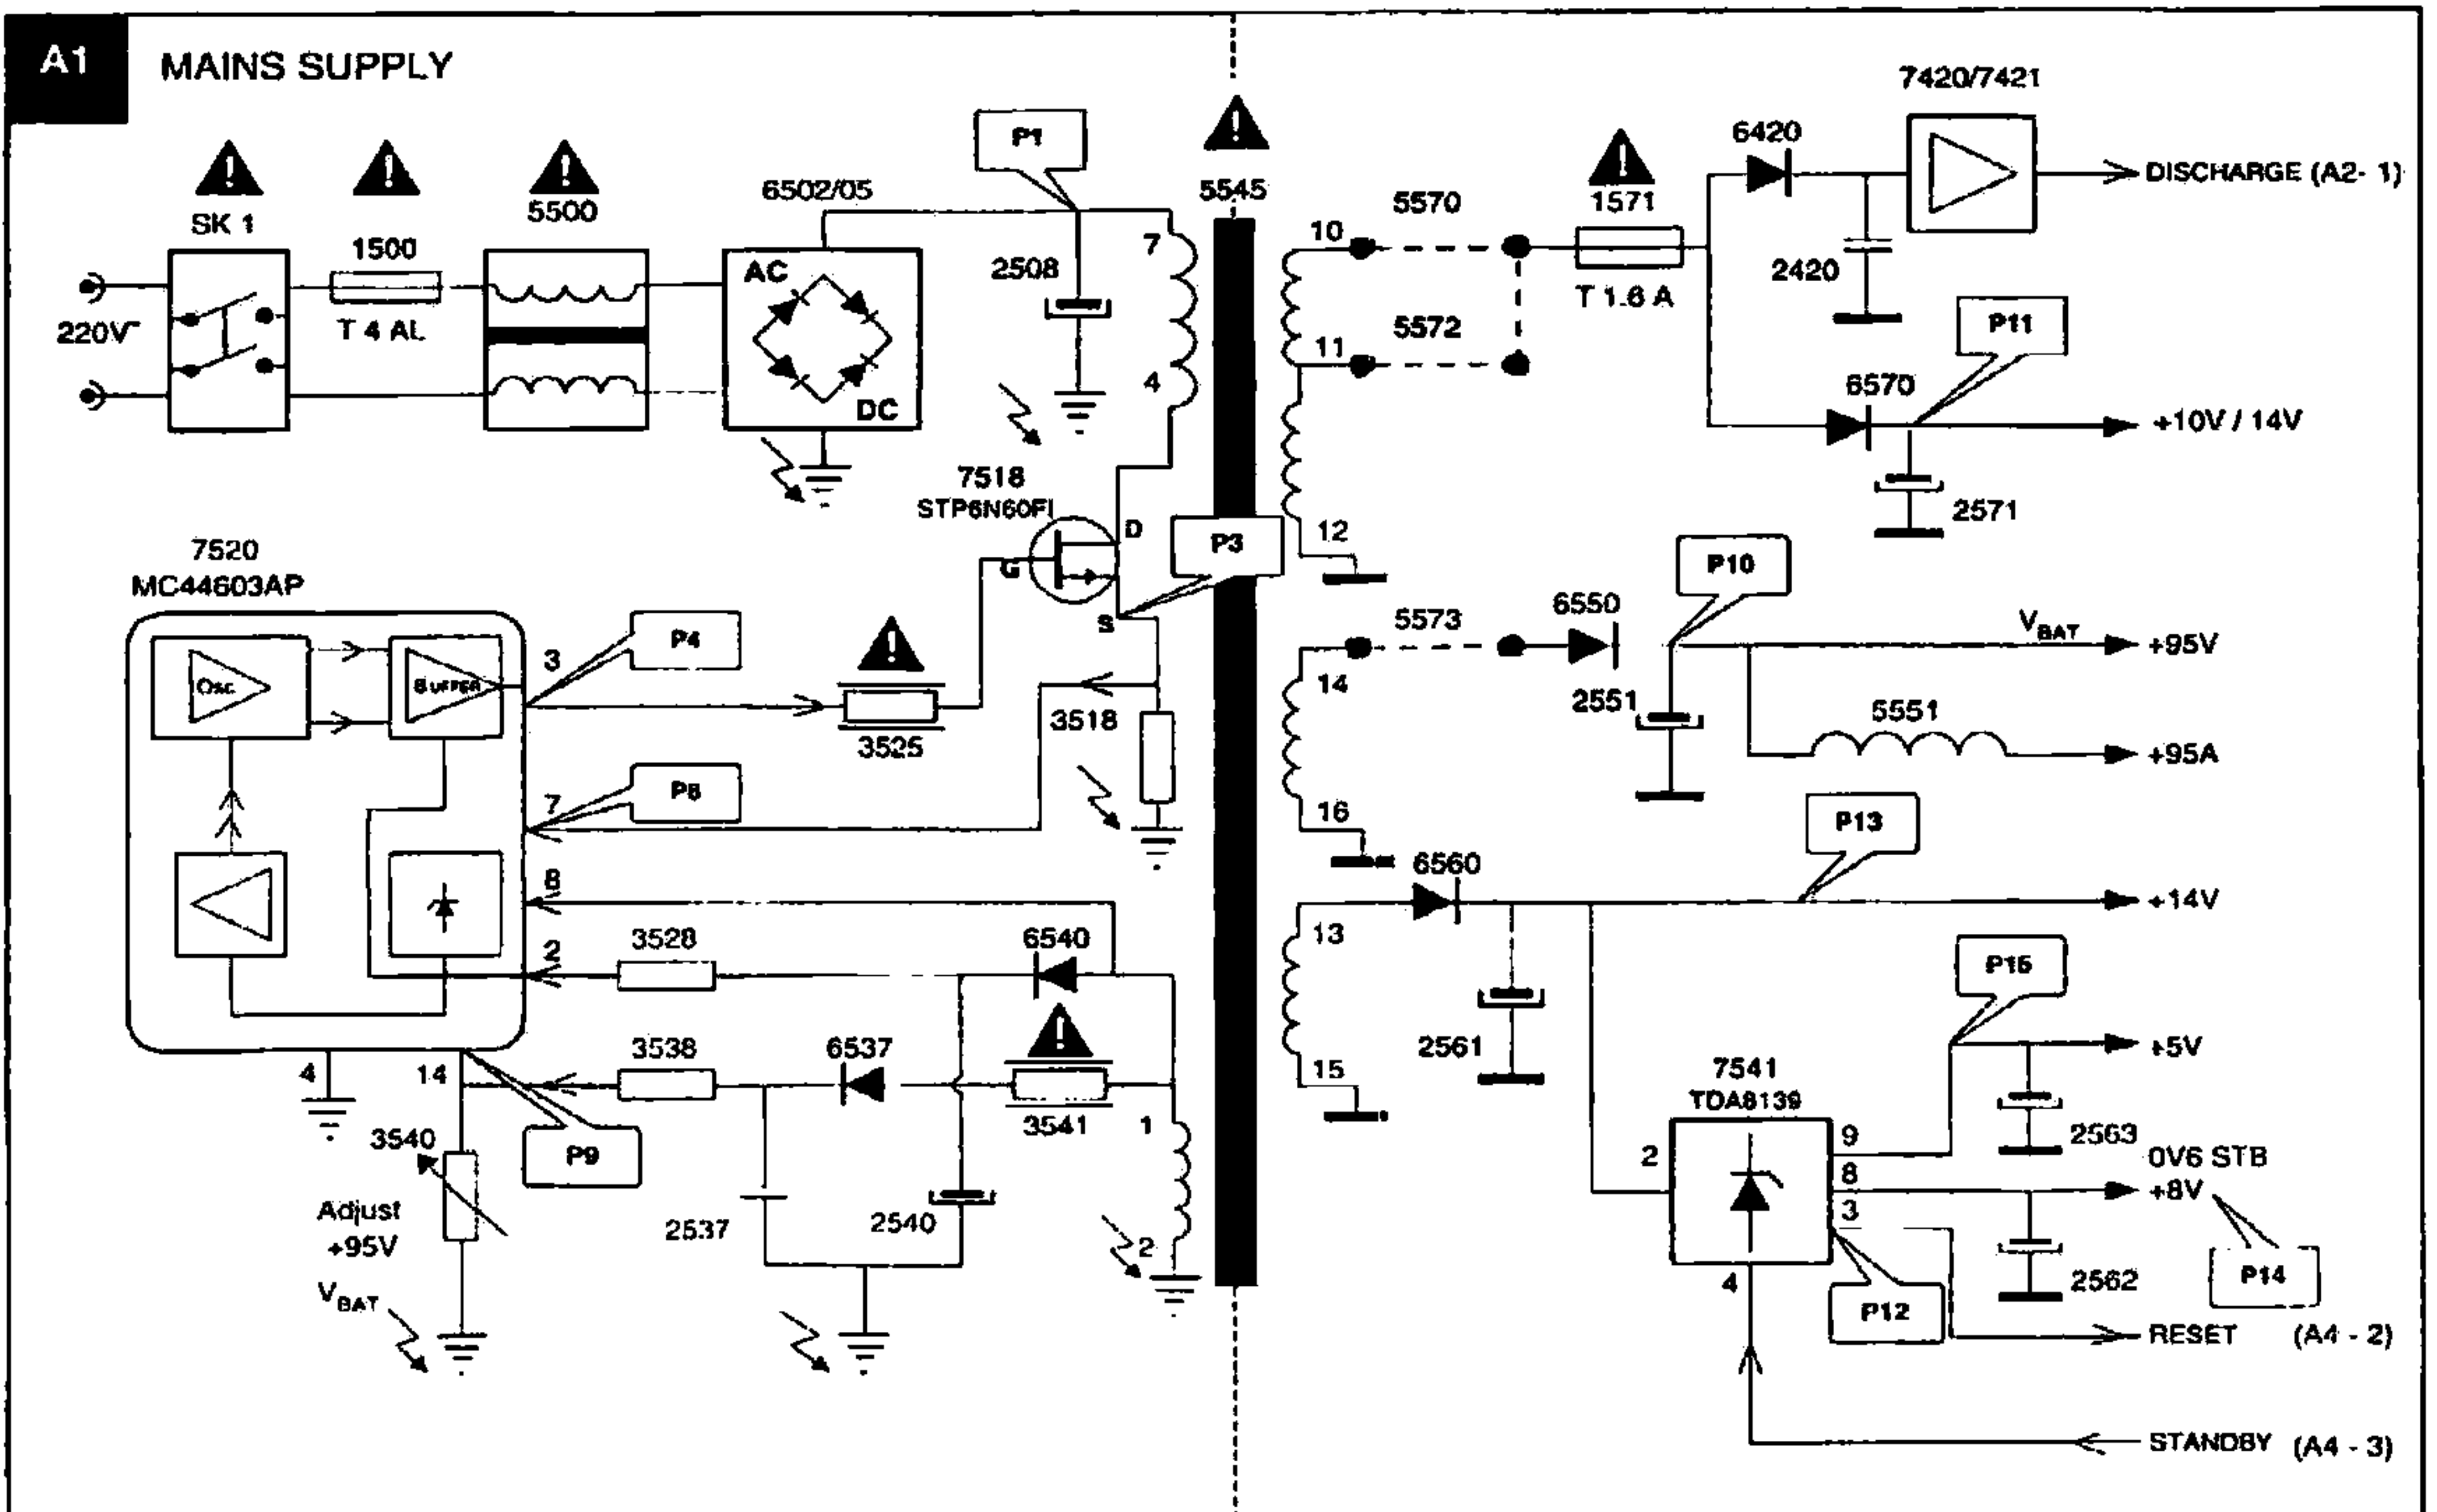 A1
MAINS SUPPLY
SK 1
1500
T 4 AL
220V~
5500
6502/05
AC
DC
P1
2508
5545
7
4
7518
STP6N60FI
D
G
S
P3
7520
MC44603AP
Osc.
BUFFER
3
P4
3525
3518
7
P8
8
2
3528
6540
3538
6537
3541
4
14
3540
Adjust
+95V
VBAT
P9
2537
2540
1
2
10
11
12
5570
5572
1571
T 1.6 A
6420
7420/7421
2420
DISCHARGE (A2- 1)
P11
6570
+10V / 14V
2571
14
16
5573
6550
P10
2551
VBAT
+95V
5551
+95A
13
15
6560
P13
+14V
2561
7541
TDA8139
2
9
8
3
4
P15
+5V
2563
0V6 STB
+8V
2562
P14
P12
RESET (A4 - 2)
STANDBY (A4 - 3)